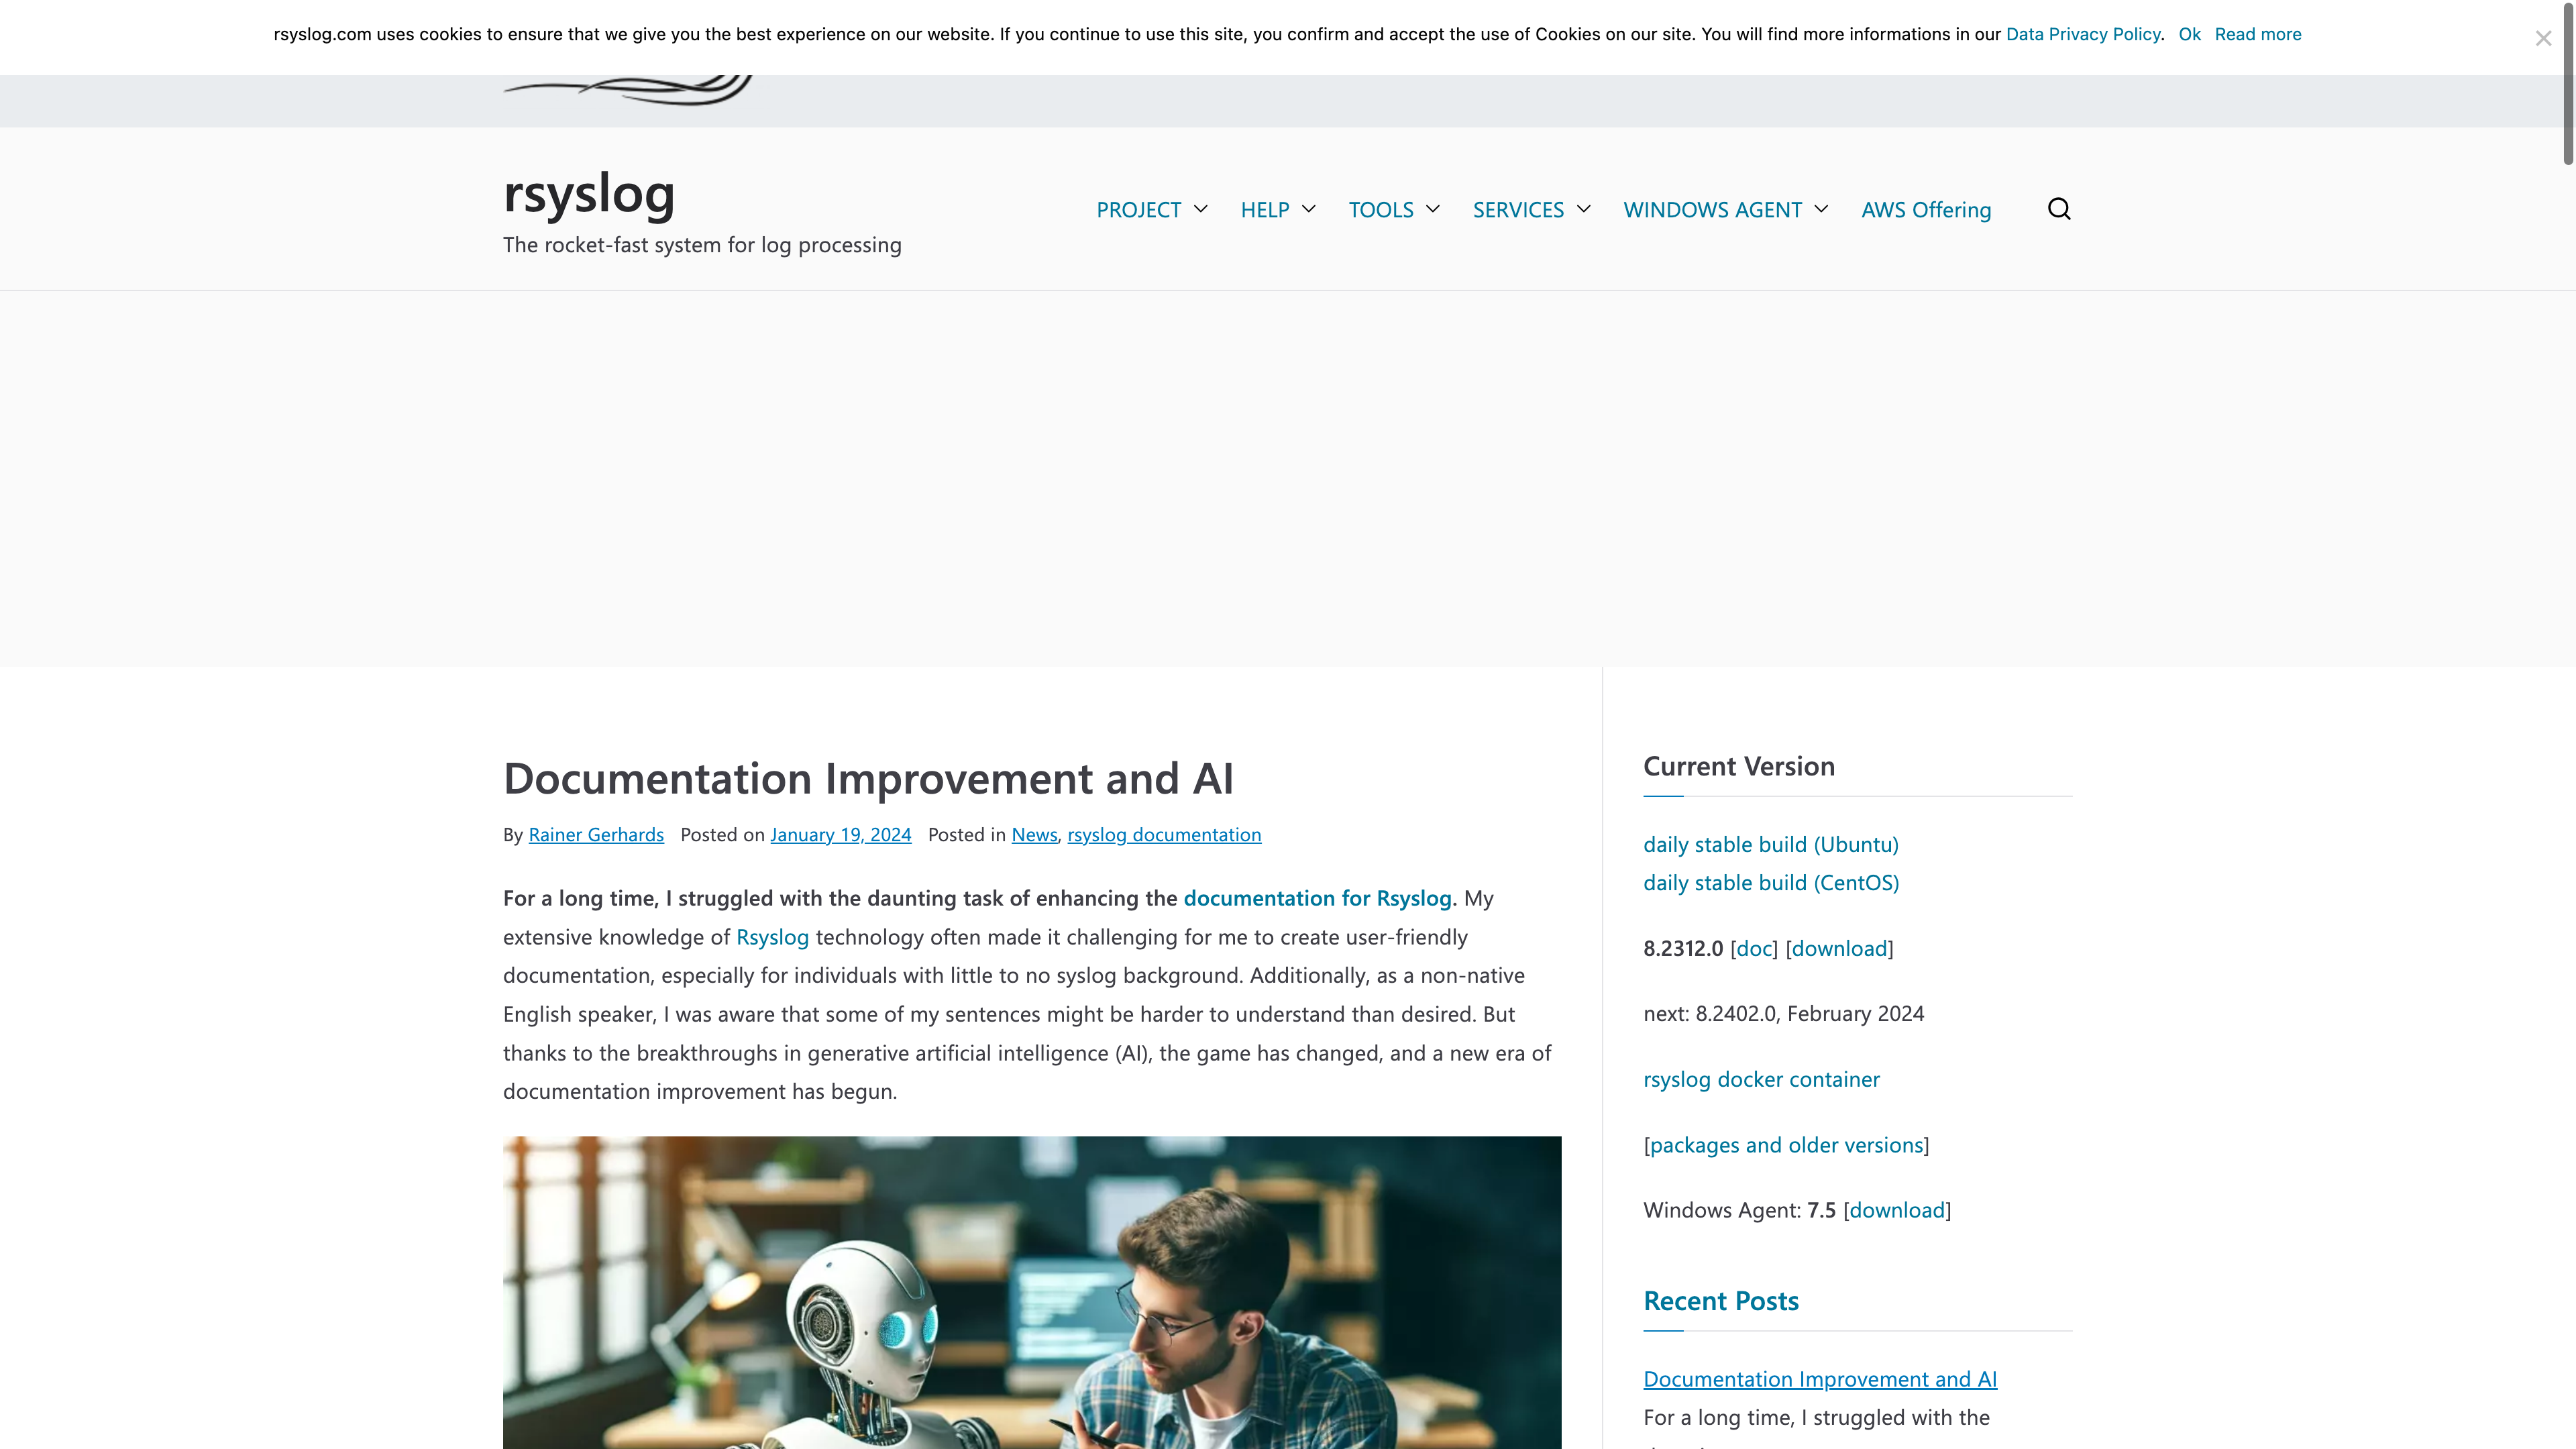 rsyslog.com uses cookies to ensure that we give you the best experience on our website. If you continue to use this site, you confirm and accept the use of Cookies on our site. You will find more informations in our Data Privacy Policy. Ok Read more
rsyslog
The rocket-fast system for log processing
PROJECT HELP TOOLS SERVICES WINDOWS AGENT AWS Offering
Documentation Improvement and AI
By Rainer Gerhards Posted on January 19, 2024 Posted in News, rsyslog documentation
For a long time, I struggled with the daunting task of enhancing the documentation for Rsyslog. My
extensive knowledge of Rsyslog technology often made it challenging for me to create user-friendly
documentation, especially for individuals with little to no syslog background. Additionally, as a non-native
English speaker, I was aware that some of my sentences might be harder to understand than desired. But
thanks to the breakthroughs in generative artificial intelligence (AI), the game has changed, and a new era of
documentation improvement has begun.
Current Version
daily stable build (Ubuntu)
daily stable build (CentOS)
8.2312.0 [doc] [download]
next: 8.2402.0, February 2024
rsyslog docker container
[packages and older versions]
Windows Agent: 7.5 [download]
Recent Posts
Documentation Improvement and AI
For a long time, I struggled with the